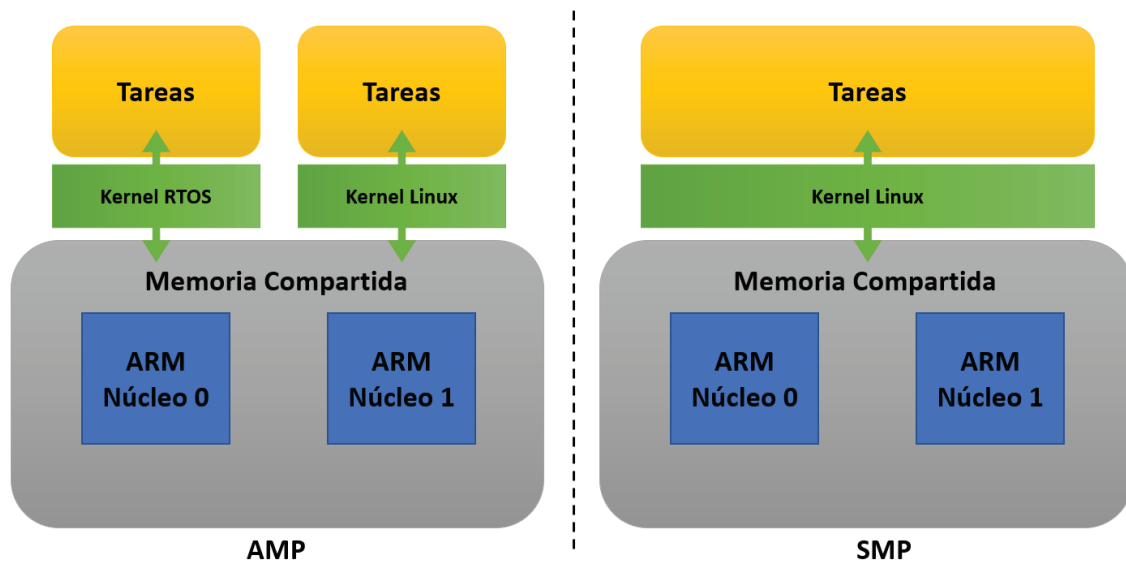 Tareas
Tareas
Kernel RTOS
Kernel Linux
Memoria Compartida
ARM
Núcleo 0
ARM
Núcleo 1
AMP
Tareas
Kernel Linux
Memoria Compartida
ARM
Núcleo 0
ARM
Núcleo 1
SMP